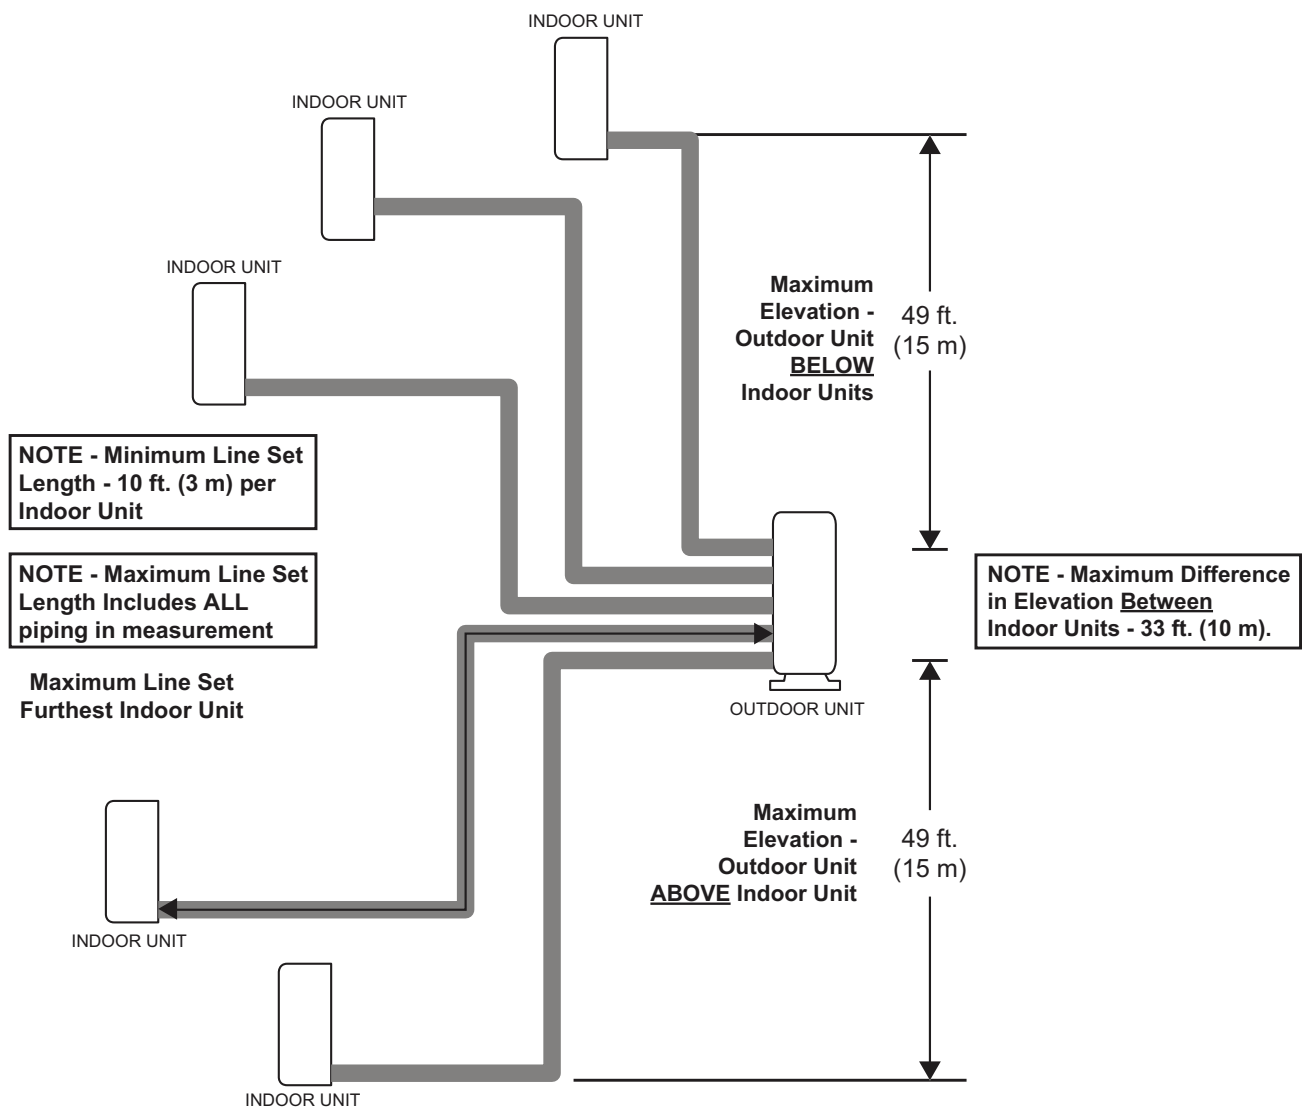 INDOOR UNIT
INDOOR UNIT
INDOOR UNIT
Maximum
Elevation -
Outdoor Unit
BELOW
Indoor Units
49 ft.
(15 m)
NOTE - Minimum Line Set
Length - 10 ft. (3 m) per
Indoor Unit
NOTE - Maximum Line Set
Length Includes ALL
piping in measurement
NOTE - Maximum Difference
in Elevation Between
Indoor Units - 33 ft. (10 m).
Maximum Line Set
Furthest Indoor Unit
OUTDOOR UNIT
Maximum
Elevation -
Outdoor Unit
ABOVE Indoor Unit
49 ft.
(15 m)
INDOOR UNIT
INDOOR UNIT